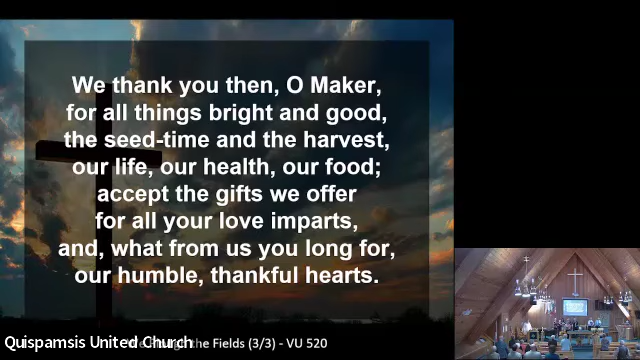 We thank you then, O Maker,
for all things bright and good,
the seed-time and the harvest,
our life, our health, our food;
accept the gifts we offer
for all your love imparts,
and, what from us you long for,
our humble, thankful hearts.
Quispamsis United Church
the Fields (3/3) - VU 520